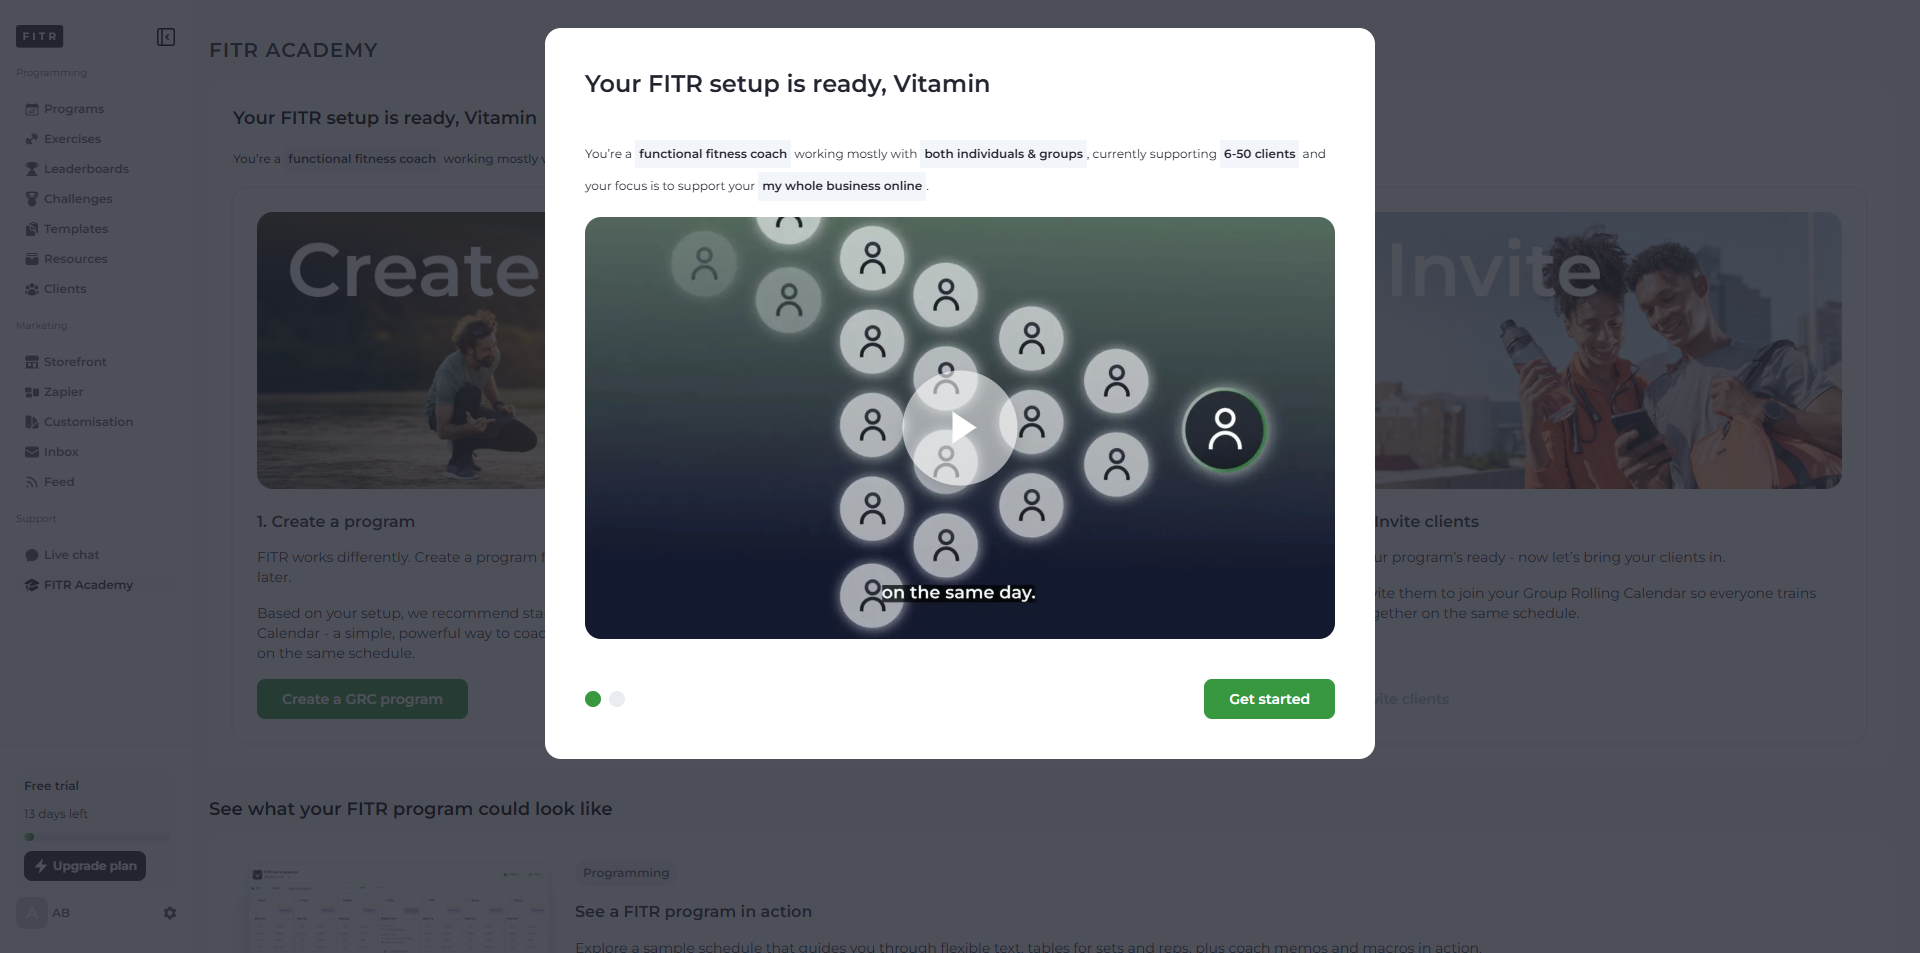 FITR
Programming
Programs
Exercises
Leaderboards
Challenges
Templates
Resources
Clients
Marketing
Storefront
Zapier
Customisation
Inbox
Feed
Support
Live chat
FITR Academy
Free trial
13 days left
Upgrade plan
A
AB
FITR ACADEMY
Your FITR setup is ready, Vitamin
You're a functional fitness coach working mostly
Create
1. Create a program
FITR works differently. Create a program
later.
Based on your setup, we recommend
Calendar - a simple, powerful way to
on the same schedule.
Create a GRC program
Your FITR setup is ready, Vitamin
You're a functional fitness coach working mostly with both individuals & groups, currently supporting 6-50 clients and
your focus is to support your my whole business online.
on the same day.
Get started
Invite
Invite clients
program's ready - now let's bring your clients in.
them to join your Group Rolling Calendar so everyone trains
on the same schedule.
clients
See what your FITR program could look like
Programming
See a FITR program in action
Explore a sample schedule that guides you through flexible text, tables for sets and reps, plus coach memos and macros in action.